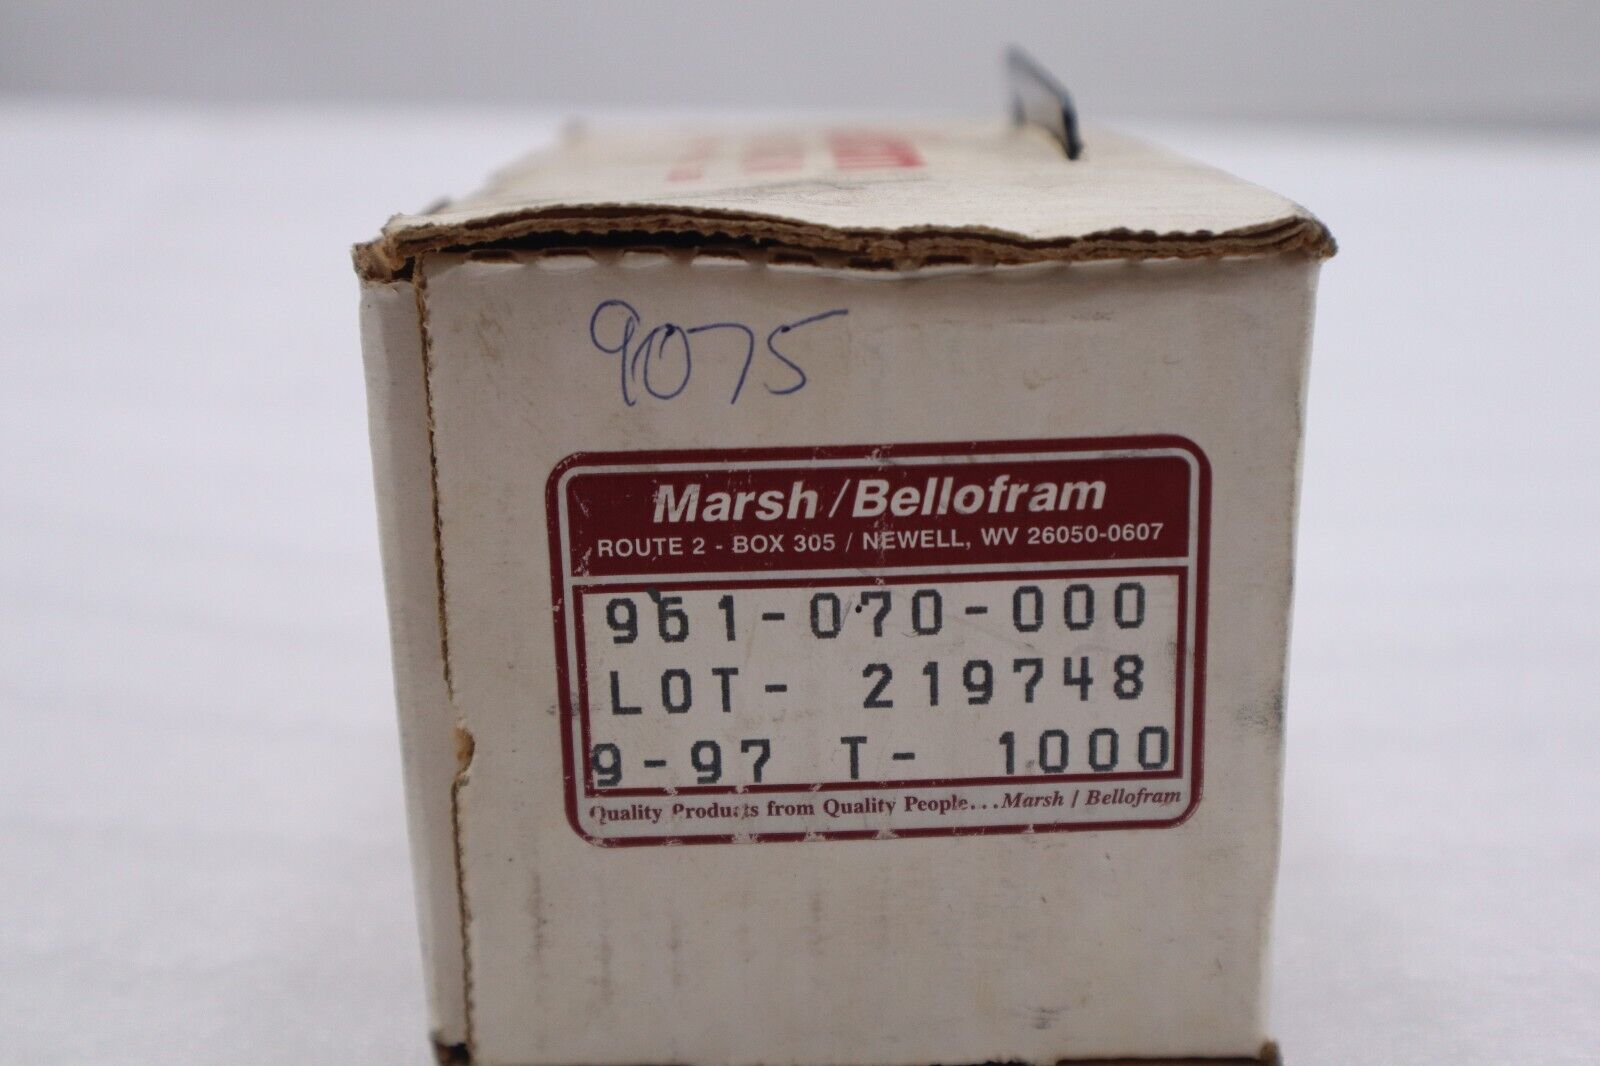 9075
Marsh / Bellofram
ROUTE 2 - BOX 305 / NEWELL, WV 26050-0607
961-070-000
LOT- 219748
9-97 T- 1000
Quality Products from Quality People...Marsh / Bellofram